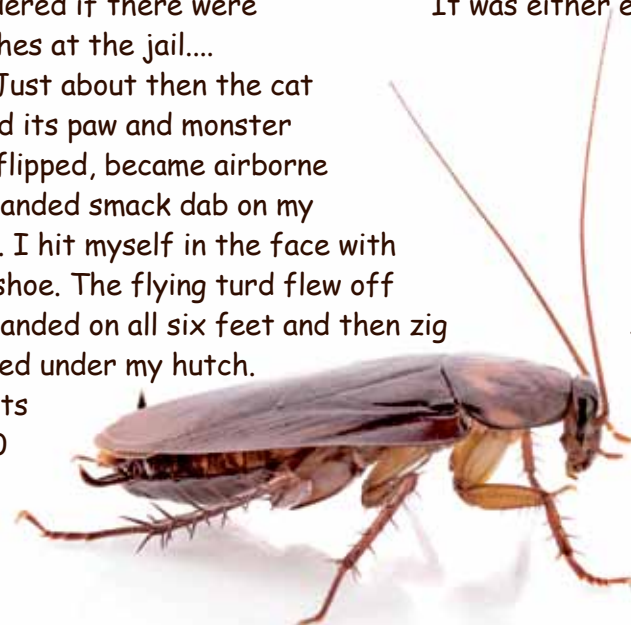 dered if there were
hes at the jail....
Just about then the cat
d its paw and monster
flipped, became airborne
anded smack dab on my
. I hit myself in the face with
shoe. The flying turd flew off
anded on all six feet and then zig
ed under my hutch.
ts
0
It was either e